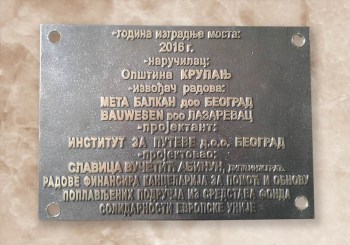 -година изградње моста:
2016 г.
-наручилац:
Општина КРУПАЊ
-извођач радова:
МЕТА БАЛКАН доо БЕОГРАД
BAUWESEN доо ЛАЗАРЕВАЦ
-пројектант:
ИНСТИТУТ ЗА ПУТЕВЕ д.о.о. БЕОГРАД
-пројектовао:
СЛАВИЦА ВУЧЕТИЋ/АБИНУН,
РАДОВЕ ФИНАНСИРА КАНЦЕЛАРИЈА ЗА ПОМОЋ И ОБНОВУ
ПОПЛАВЉЕНИХ ПОДРУЧЈА ИЗ СРЕДСТАВА ФОНДА
СОЛИДАРНОСТИ ЕВРОПСКЕ УНИЈЕ